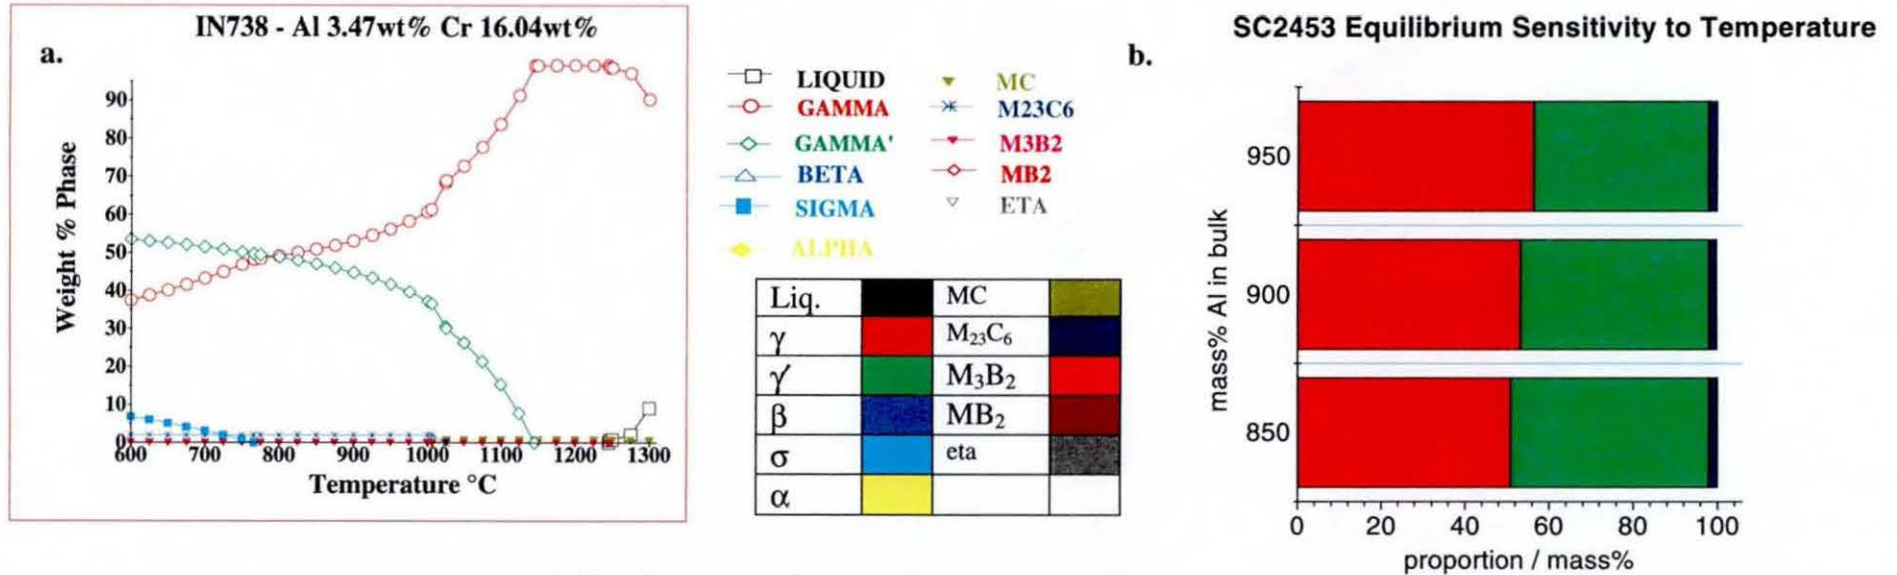 IN738 - Al 3.47wt% Cr 16.04wt%
a.
Weight % Phase
90
80
70
60
50
40
30
20
10
0
600 700 800 900 1000 1100 1200 1300
Temperature °C
LIQUID
GAMMA
GAMMA'
BETA
SIGMA
ALPHA
MC
M23C6
M3B2
MB2
ETA
Liq. MC
γ M₂₃C₆
γ' M₃B₂
β MB₂
σ eta
α
b.
SC2453 Equilibrium Sensitivity to Temperature
mass% Al in bulk
950
900
850
0 20 40 60 80 100
proportion / mass%